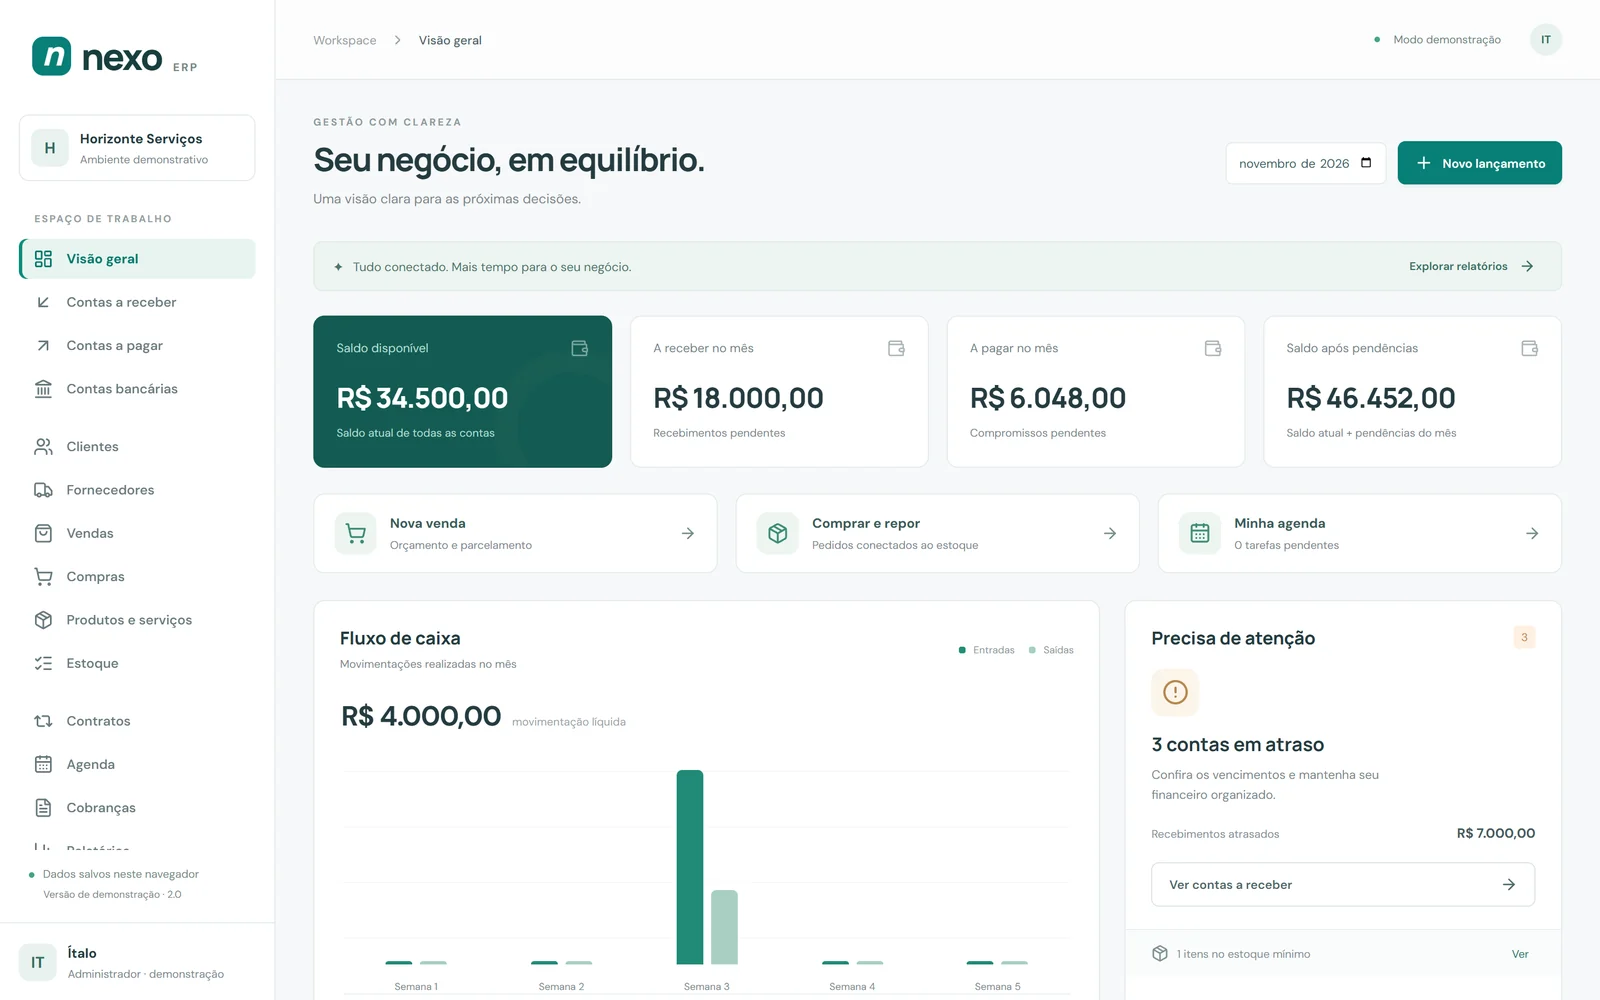 n nexo ERP
H
Horizonte Serviços
Ambiente demonstrativo
ESPAÇO DE TRABALHO
Visão geral
Contas a receber
Contas a pagar
Contas bancárias
Clientes
Fornecedores
Vendas
Compras
Produtos e serviços
Estoque
Contratos
Agenda
Cobranças
Relatórios
Dados salvos neste navegador
Versão de demonstração · 2.0
IT
Ítalo
Administrador · demonstração
Workspace > Visão geral
Modo demonstração
IT
GESTÃO COM CLAREZA
Seu negócio, em equilíbrio.
Uma visão clara para as próximas decisões.
novembro de 2026
Novo lançamento
Tudo conectado. Mais tempo para o seu negócio.
Explorar relatórios
Saldo disponível
R$ 34.500,00
Saldo atual de todas as contas
A receber no mês
R$ 18.000,00
Recebimentos pendentes
A pagar no mês
R$ 6.048,00
Compromissos pendentes
Saldo após pendências
R$ 46.452,00
Saldo atual + pendências do mês
Nova venda
Orçamento e parcelamento
Comprar e repor
Pedidos conectados ao estoque
Minha agenda
0 tarefas pendentes
Fluxo de caixa
Movimentações realizadas no mês
Entradas
Saídas
R$ 4.000,00 movimentação líquida
Semana 1
Semana 2
Semana 3
Semana 4
Semana 5
Precisa de atenção
3
3 contas em atraso
Confira os vencimentos e mantenha seu
financeiro organizado.
Recebimentos atrasados
R$ 7.000,00
Ver contas a receber
1 itens no estoque mínimo
Ver